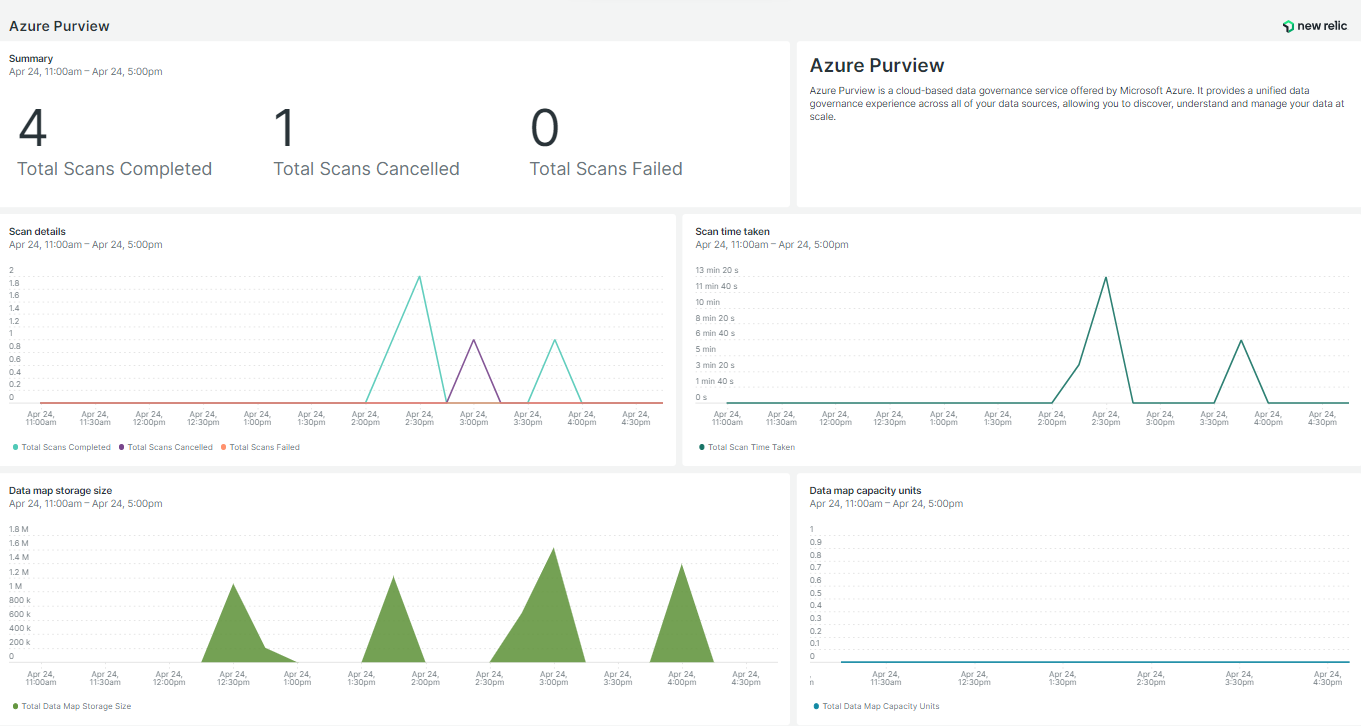 Azure Purview
new relic
Summary
Apr 24, 11:00am – Apr 24, 5:00pm
4
Total Scans Completed
1
Total Scans Cancelled
0
Total Scans Failed
Azure Purview
Azure Purview is a cloud-based data governance service offered by Microsoft Azure. It provides a unified data
governance experience across all of your data sources, allowing you to discover, understand and manage your data at
scale.
Scan details
Apr 24, 11:00am – Apr 24, 5:00pm
2
1.8
1.6
1.4
1.2
1
0.8
0.6
0.4
0.2
0
Apr 24, Apr 24, Apr 24, Apr 24, Apr 24, Apr 24, Apr 24, Apr 24, Apr 24, Apr 24, Apr 24, Apr 24,
11:00am 11:30am 12:00pm 12:30pm 1:00pm 1:30pm 2:00pm 2:30pm 3:00pm 3:30pm 4:00pm 4:30pm
Total Scans Completed Total Scans Cancelled Total Scans Failed
Scan time taken
Apr 24, 11:00am – Apr 24, 5:00pm
13 min 20 s
11 min 40 s
10 min
8 min 20 s
6 min 40 s
5 min
3 min 20 s
1 min 40 s
0 s
Apr 24, Apr 24, Apr 24, Apr 24, Apr 24, Apr 24, Apr 24, Apr 24, Apr 24, Apr 24, Apr 24, Apr 24,
11:00am 11:30am 12:00pm 12:30pm 1:00pm 1:30pm 2:00pm 2:30pm 3:00pm 3:30pm 4:00pm 4:30pm
Total Scan Time Taken
Data map storage size
Apr 24, 11:00am – Apr 24, 5:00pm
1.8 M
1.6 M
1.4 M
1.2 M
1 M
800 k
600 k
400 k
200 k
0
Apr 24, Apr 24, Apr 24, Apr 24, Apr 24, Apr 24, Apr 24, Apr 24, Apr 24, Apr 24, Apr 24, Apr 24,
11:00am 11:30am 12:00pm 12:30pm 1:00pm 1:30pm 2:00pm 2:30pm 3:00pm 3:30pm 4:00pm 4:30pm
Total Data Map Storage Size
Data map capacity units
Apr 24, 11:00am – Apr 24, 5:00pm
1
0.9
0.8
0.7
0.6
0.5
0.4
0.3
0.2
0.1
0
Apr 24, Apr 24, Apr 24, Apr 24, Apr 24, Apr 24,
11:30am 12:30pm 1:30pm 2:30pm 3:30pm 4:30pm
Total Data Map Capacity Units